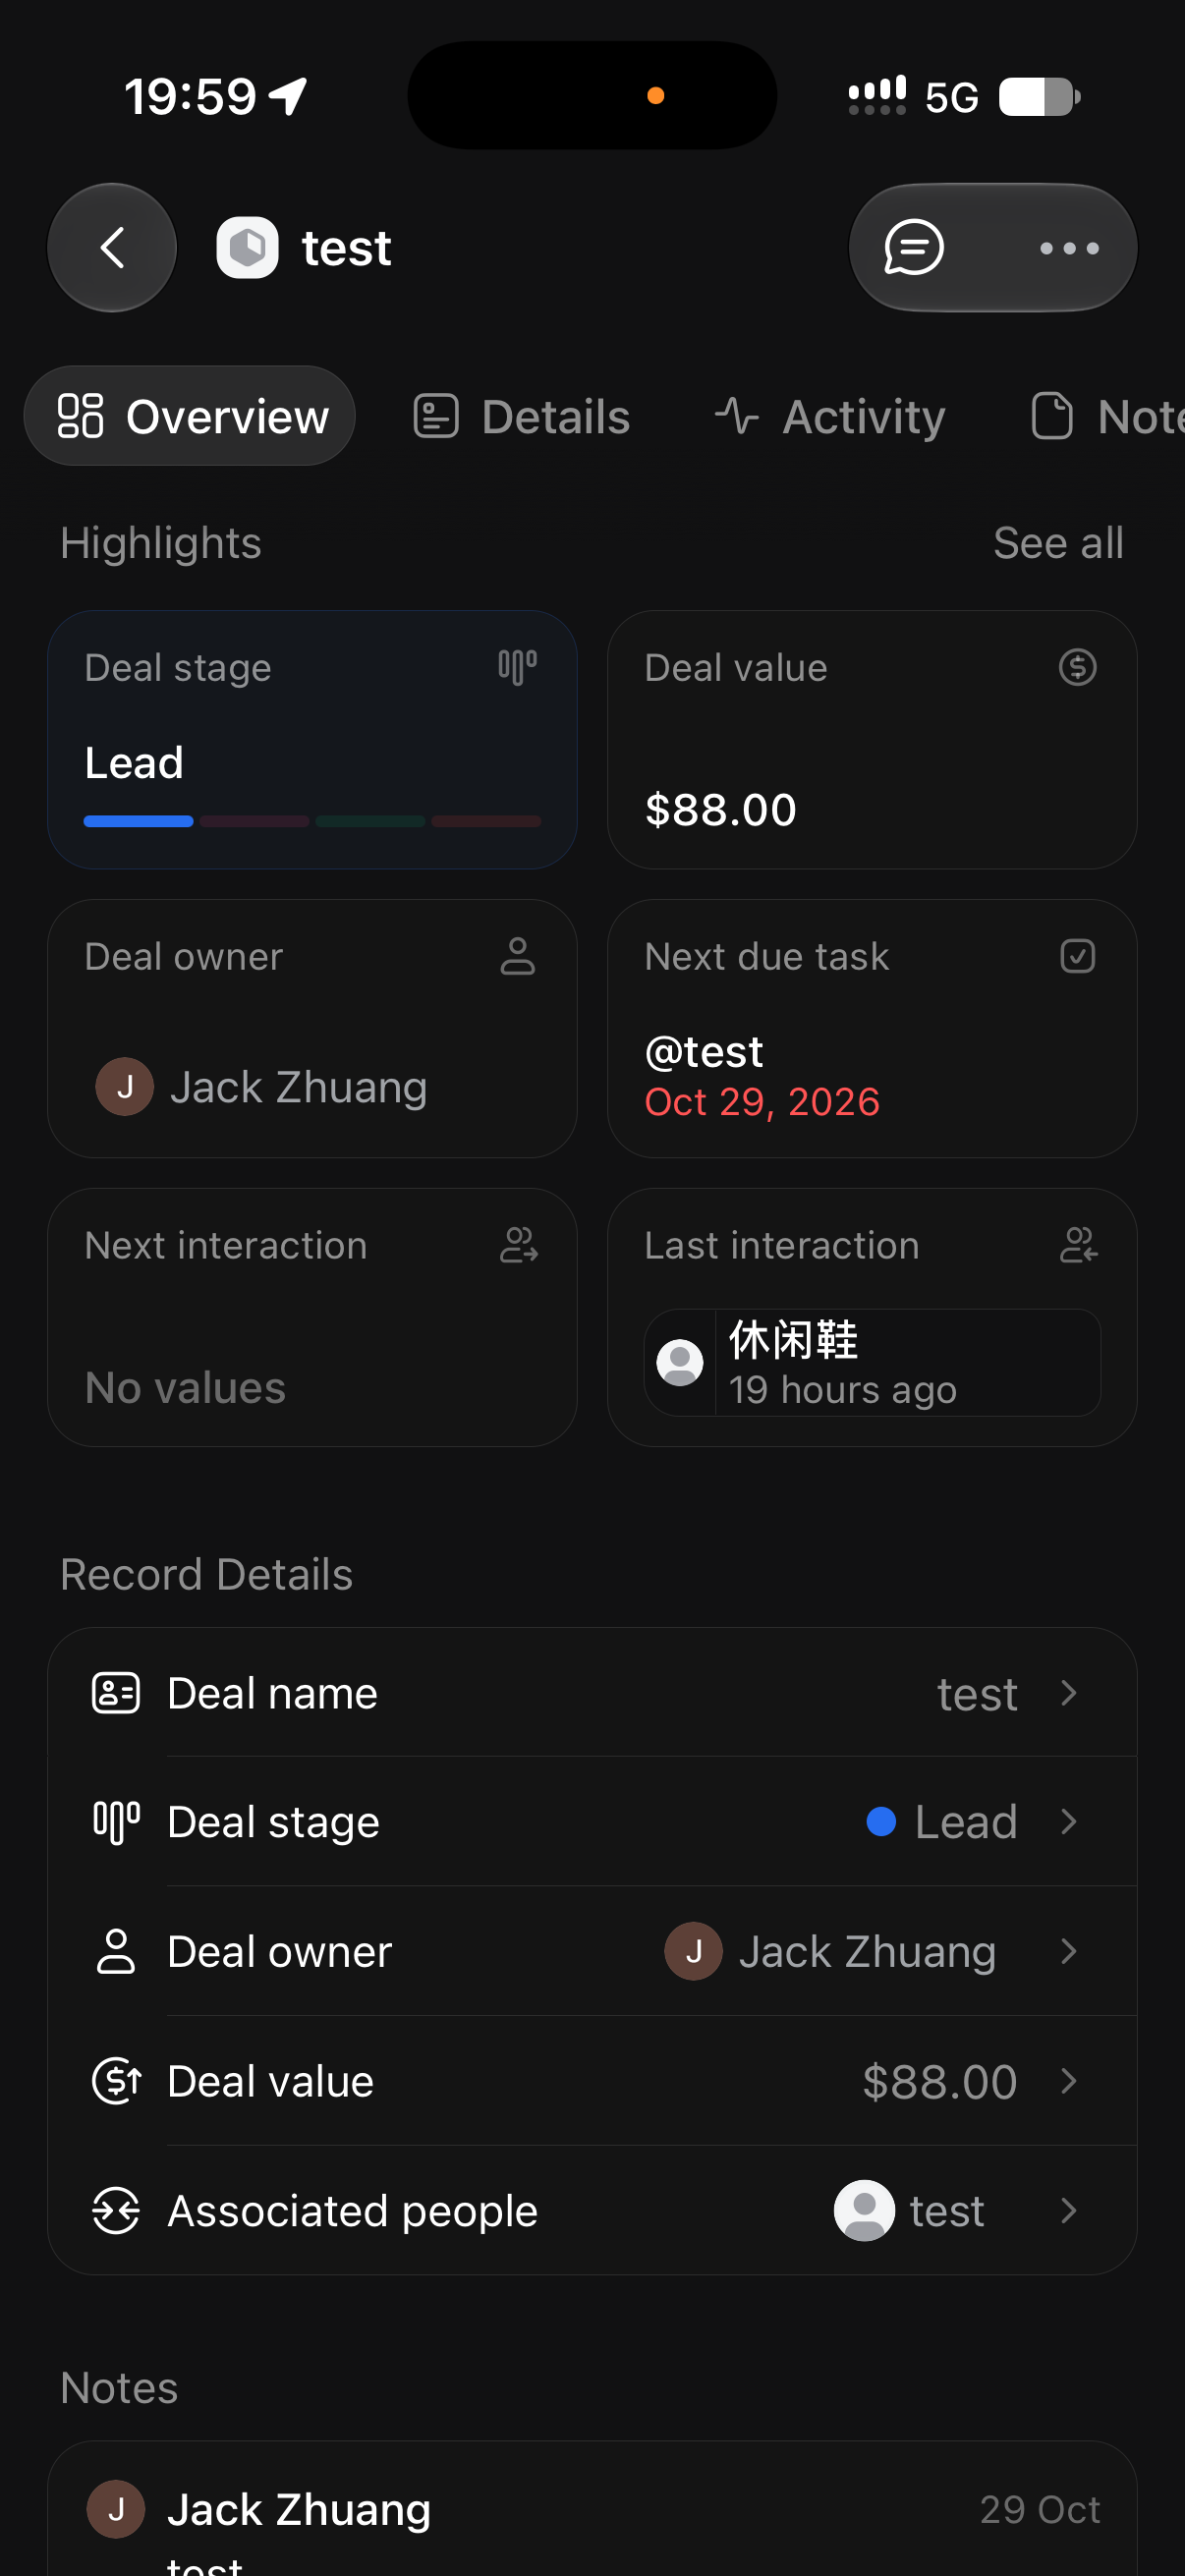 19:59 5G
test
Overview Details Activity Note
Highlights See all
Deal stage
Lead
Deal value
$88.00
Deal owner
J Jack Zhuang
Next due task
@test
Oct 29, 2026
Next interaction
No values
Last interaction
休闲鞋
19 hours ago
Record Details
Deal name test
Deal stage Lead
Deal owner J Jack Zhuang
Deal value $88.00
Associated people test
Notes
J Jack Zhuang 29 Oct
test